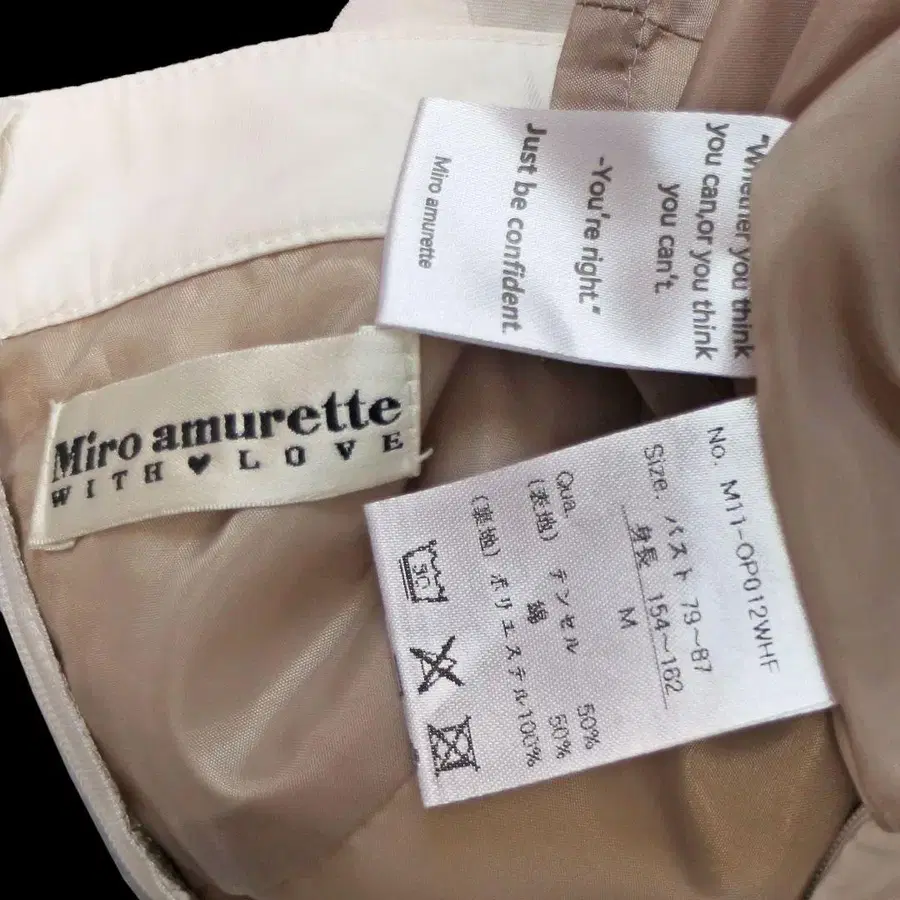 Miro amurette
WITH ♥ LOVE
"Whether you think
you can,or you think
you can't
-You're right."
Just be confident
Miro amurette
No. M11-OP012WHF
Size. バスト 79~87
身長 154~162
M
Qua.
(表地) テンセル 50%
綿 50%
(裏地) ポリエステル100%
30